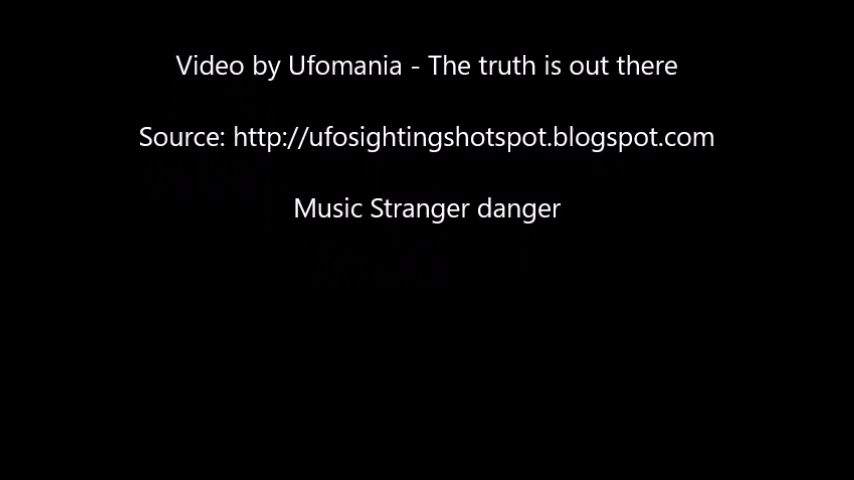 Video by Ufomania - The truth is out there
Source: http://ufosightingshotspot.blogspot.com
Music Stranger danger